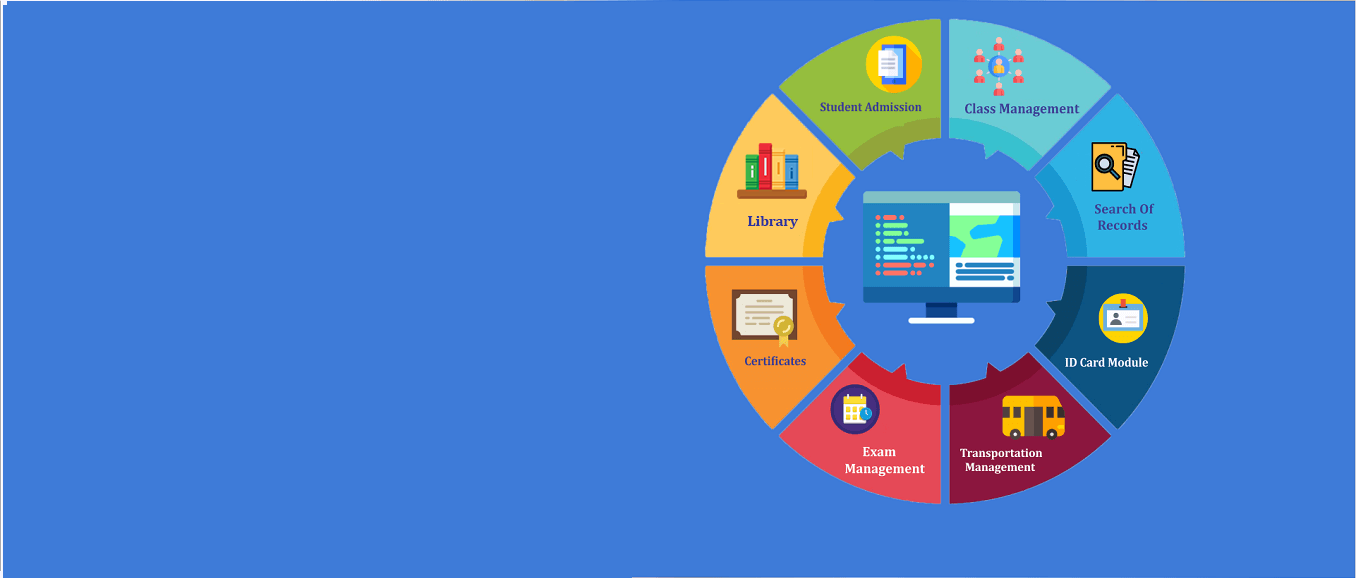 Student Admission
Class Management
Search Of
Records
ID Card Module
Transportation
Management
Exam
Management
Certificates
Library